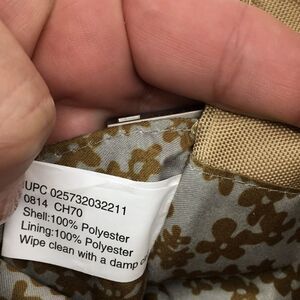 UPC 025732032211
0814 CH70
Shell:100% Polyester
Lining:100% Polyester
Wipe clean with a damp